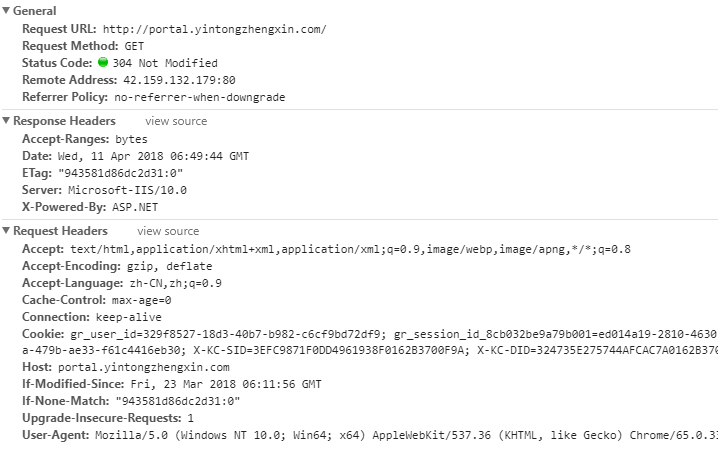 General
Request URL: http://portal.yintongzhengxin.com/
Request Method: GET
Status Code: 304 Not Modified
Remote Address: 42.159.132.179:80
Referrer Policy: no-referrer-when-downgrade
Response Headers view source
Accept-Ranges: bytes
Date: Wed, 11 Apr 2018 06:49:44 GMT
ETag: "943581d86dc2d31:0"
Server: Microsoft-IIS/10.0
X-Powered-By: ASP.NET
Request Headers view source
Accept: text/html,application/xhtml+xml,application/xml;q=0.9,image/webp,image/apng,*/*;q=0.8
Accept-Encoding: gzip, deflate
Accept-Language: zh-CN,zh;q=0.9
Cache-Control: max-age=0
Connection: keep-alive
Cookie: gr_user_id=329f8527-18d3-40b7-b982-c6cf9bd72df9; gr_session_id_8cb032be9a79b001=ed014a19-2810-4630
a-479b-ae33-f61c4416eb30; X-KC-SID=3EFC9871F0DD4961938F0162B3700F9A; X-KC-DID=324735E275744AFCAC7A0162B370
Host: portal.yintongzhengxin.com
If-Modified-Since: Fri, 23 Mar 2018 06:11:56 GMT
If-None-Match: "943581d86dc2d31:0"
Upgrade-Insecure-Requests: 1
User-Agent: Mozilla/5.0 (Windows NT 10.0; Win64; x64) AppleWebKit/537.36 (KHTML, like Gecko) Chrome/65.0.33